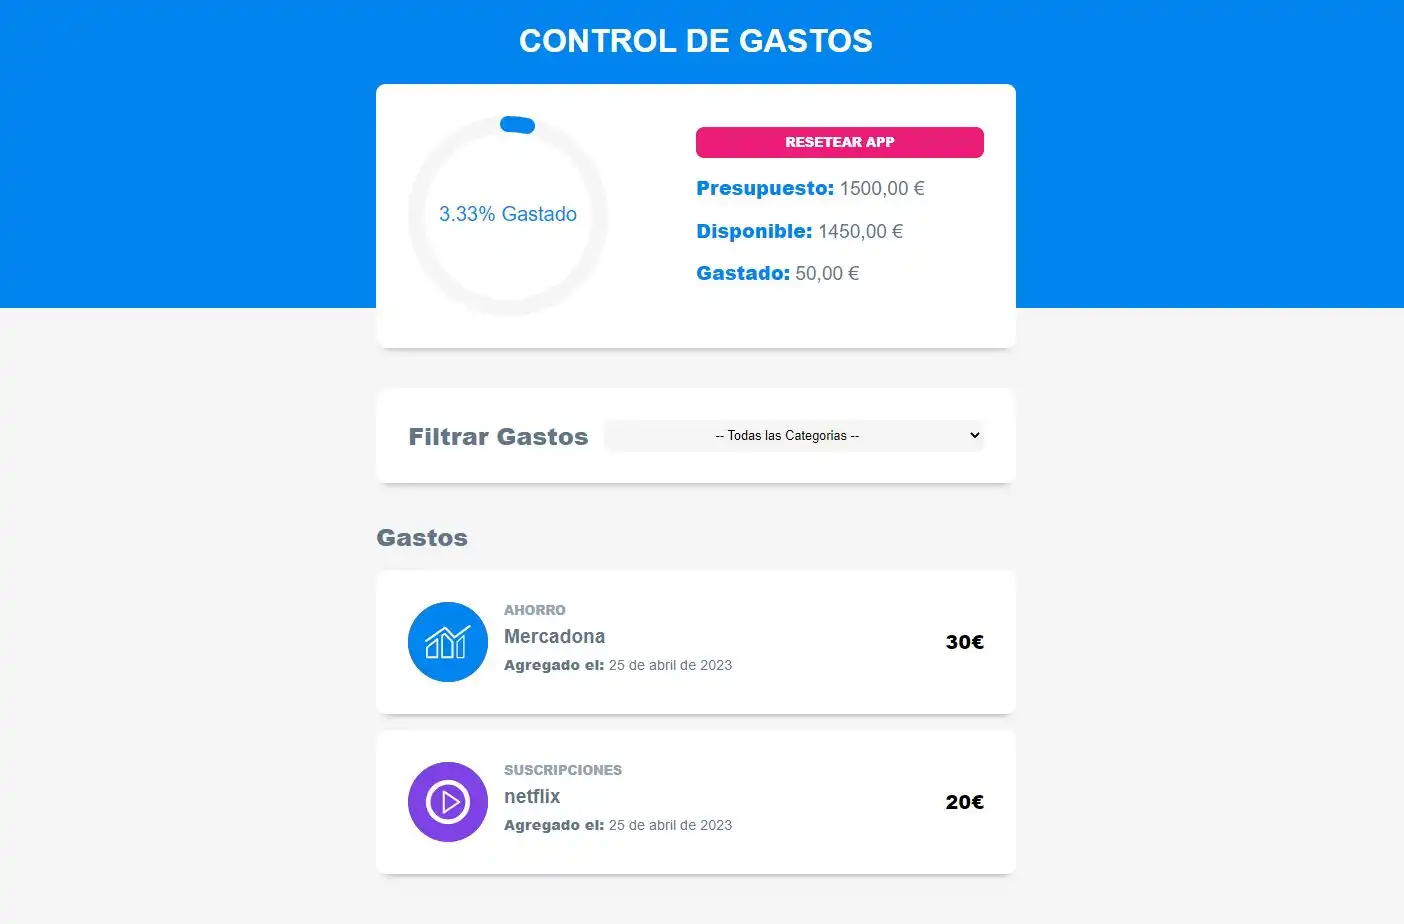 CONTROL DE GASTOS
3.33% Gastado
RESETEAR APP
Presupuesto: 1500,00 €
Disponible: 1450,00 €
Gastado: 50,00 €
Filtrar Gastos
-- Todas las Categorias --
Gastos
AHORRO
Mercadona
Agregado el: 25 de abril de 2023
30€
SUSCRIPCIONES
netflix
Agregado el: 25 de abril de 2023
20€